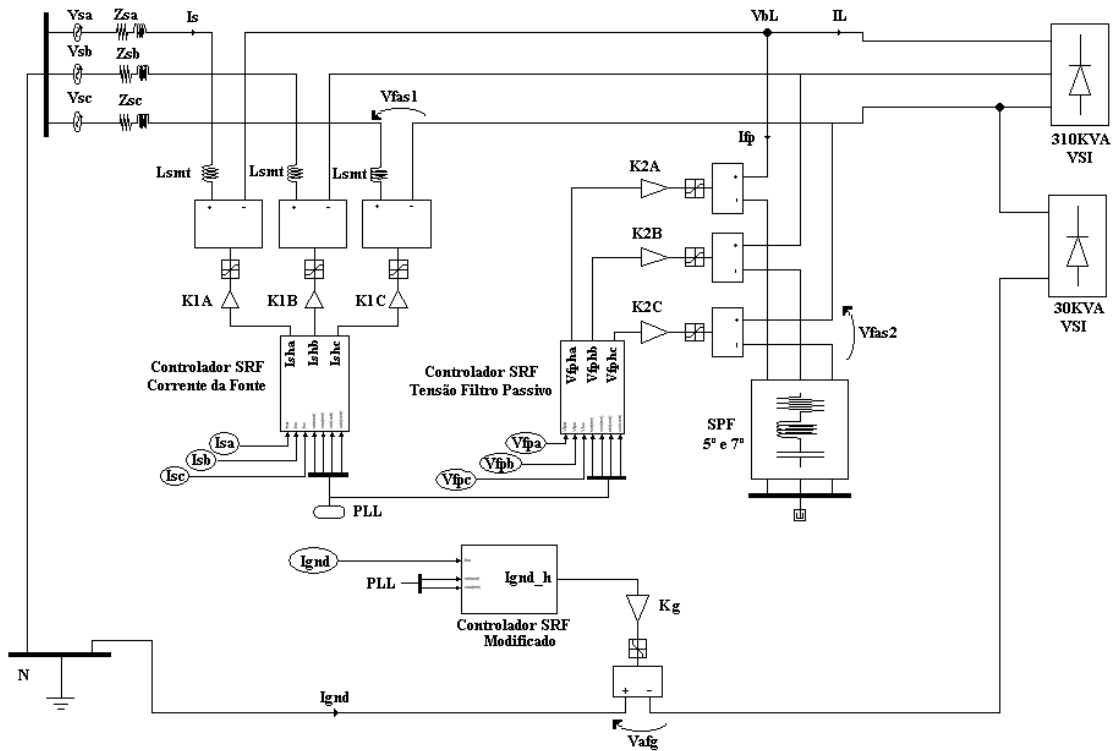 Vsa Zsa Is VbL IL
Vsb Zsb
Vsc Zsc
Vfas1
310KVA
VSI
Ifp
Lsmt Lsmt Lsmt
K2A
+ - + - + -
+
-
K2B
+
-
30KVA
VSI
K1A K1B K1C
K2C
+
-
Vfas2
Controlador SRF
Corrente da Fonte
Isha Ishb Ishc
Controlador SRF
Tensão Filtro Passivo
Vfpha Vfphb Vfphc
SPF
5º e 7º
Isa
Isb
Isc
Vfpa
Vfpb
Vfpc
PLL
Ignd
PLL
Ignd_h
Kg
Controlador SRF
Modificado
N
+ -
Ignd
Vafg